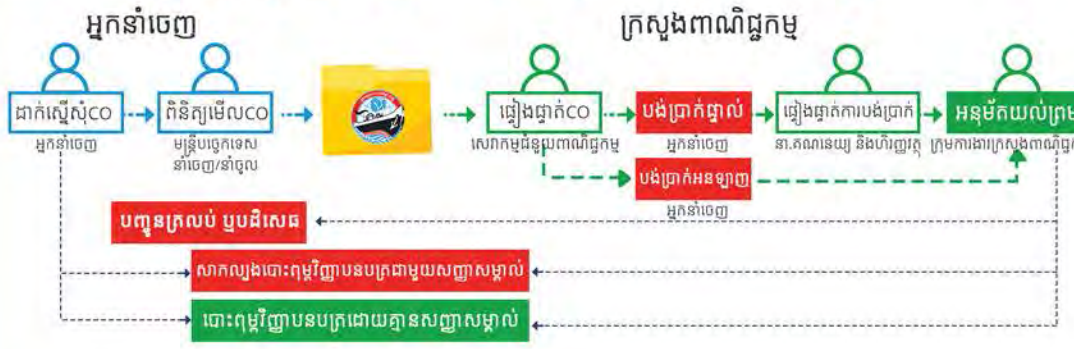 អ្នកនាំចេញ
ក្រសួងពាណិជ្ជកម្ម
ដាក់ស្នើសុំCO
ពិនិត្យមើលCO
ផ្ទៀងផ្ទាត់CO
បង់ប្រាក់ផ្ទាល់
ផ្ទៀងផ្ទាត់ការបង់ប្រាក់
អនុម័តយល់ព្រម
អ្នកនាំចេញ
មន្ត្រីបច្ចេកទេស
នាំចេញ/នាំចូល
សេវាកម្មជំនួលពាណិជ្ជកម្ម
អ្នកនាំចេញ
នា.គណនេយ្យ និងហិរញ្ញវត្ថុ
ក្រុមការងារក្រសួងពាណិជ្ជក
បង់ប្រាក់អនឡាញ
អ្នកនាំចេញ
បញ្ជូនត្រលប់ ឬបដិសេធ
សាកល្បងបោះពុម្ពវិញ្ញាបនបត្រជាមួយសញ្ញាសម្គាល់
បោះពុម្ពវិញ្ញាបនបត្រដោយគ្មានសញ្ញាសម្គាល់